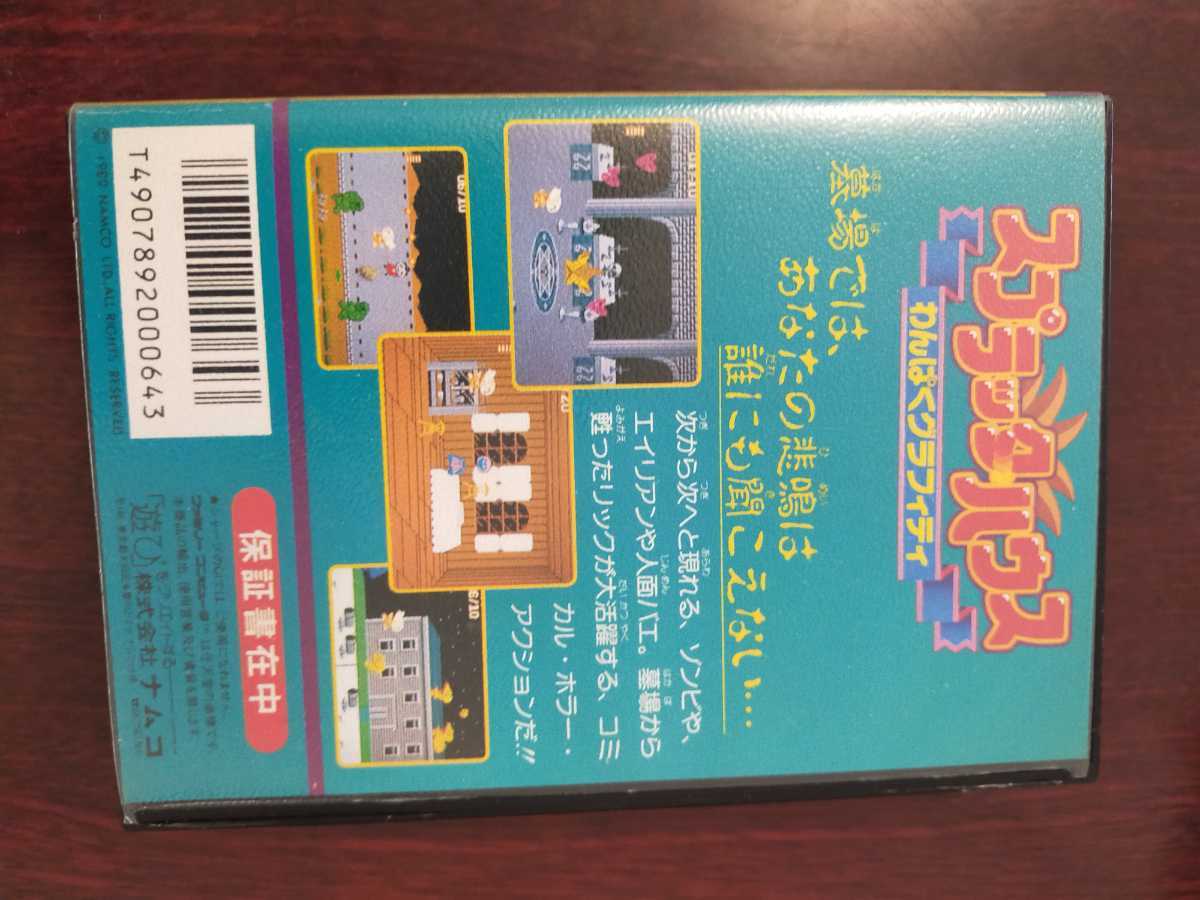 スプラッタハウス
わんぱくグラフィティ
墓場では、
あなたの悲鳴は
誰にも聞こえない…
次から次へと現れる、ゾンビや、
エイリアンや人面バエ。墓場から
甦ったリックが大活躍する、コミ
カル・ホラー・
アクションだ!!
保証書在中
「遊び」をクリエイトする
株式会社ナムコ
T4907892000643
© 1989 NAMCO LTD., ALL RIGHTS RESERVED